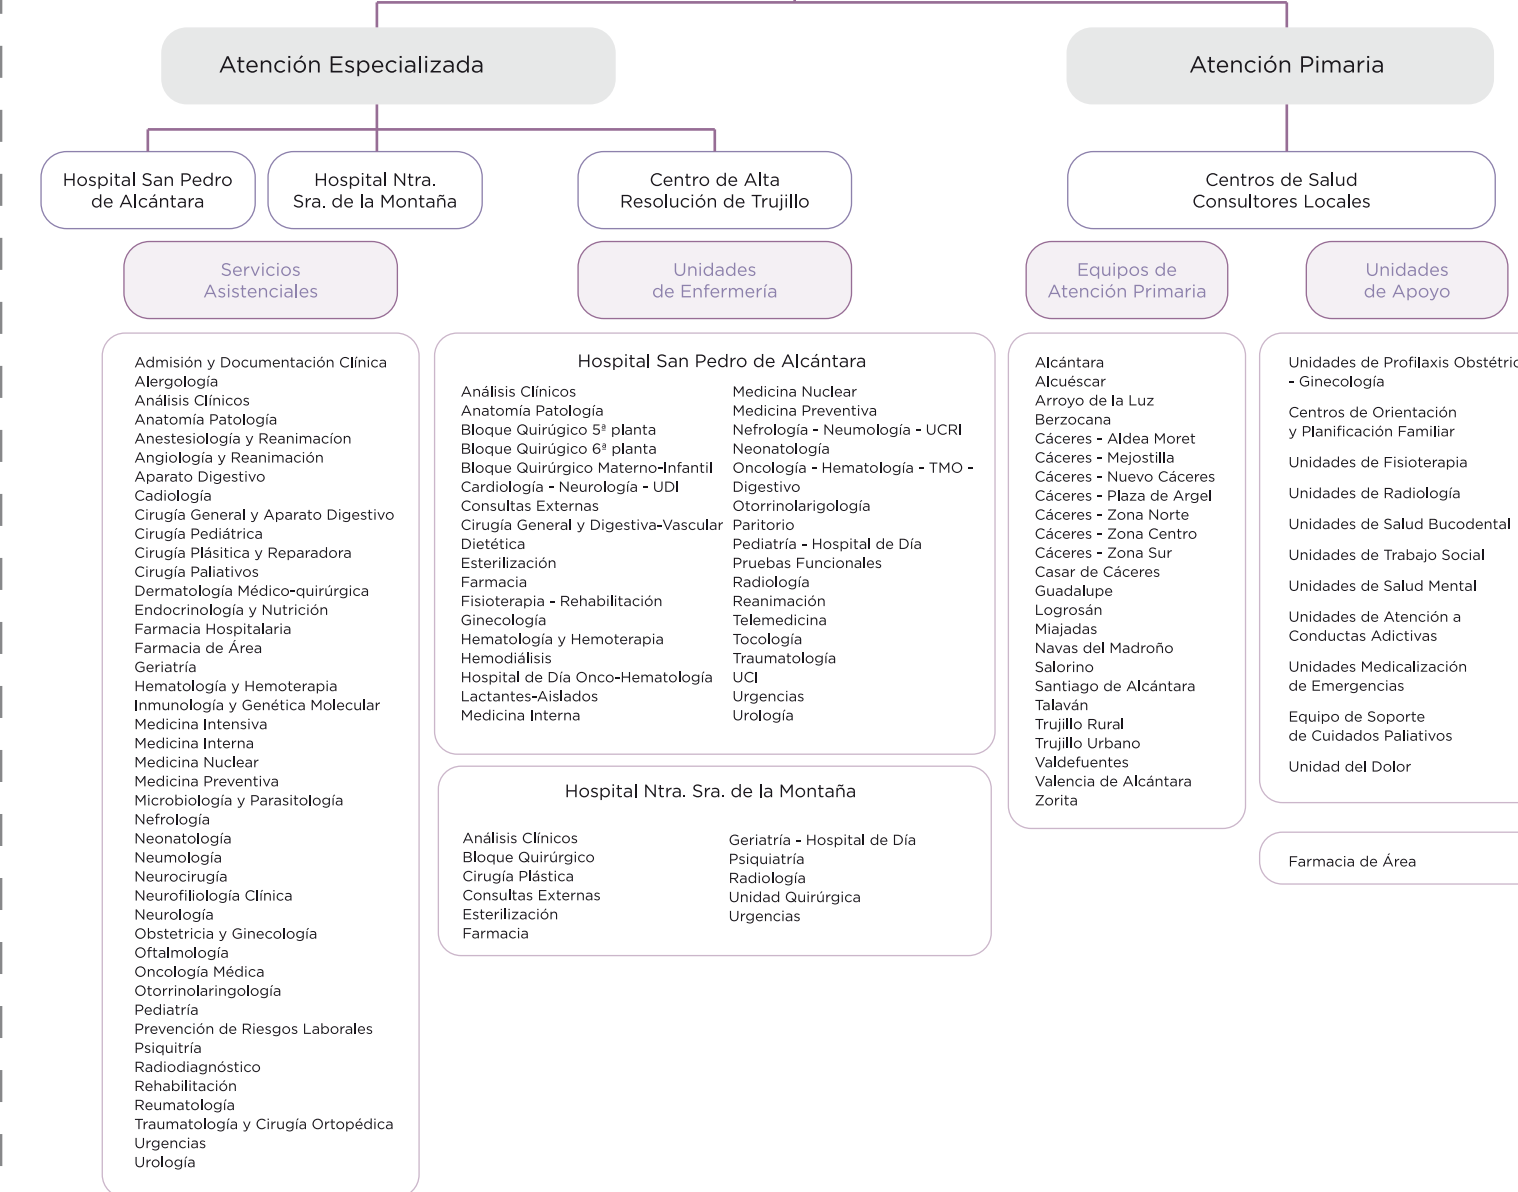 Atención Especializada
Atención Pimaria
Hospital San Pedro
de Alcántara
Hospital Ntra.
Sra. de la Montaña
Centro de Alta
Resolución de Trujillo
Centros de Salud
Consultores Locales
Servicios
Asistenciales
Unidades
de Enfermería
Equipos de
Atención Primaria
Unidades
de Apoyo
Admisión y Documentación Clínica
Alergología
Análisis Clínicos
Anatomía Patología
Anestesiología y Reanimacíon
Angiología y Reanimación
Aparato Digestivo
Cadiología
Cirugía General y Aparato Digestivo
Cirugía Pediátrica
Cirugía Plásitica y Reparadora
Cirugía Paliativos
Dermatología Médico-quirúrgica
Endocrinología y Nutrición
Farmacia Hospitalaria
Farmacia de Área
Geriatría
Hematología y Hemoterapia
Inmunología y Genética Molecular
Medicina Intensiva
Medicina Interna
Medicina Nuclear
Medicina Preventiva
Microbiología y Parasitología
Nefrología
Neonatología
Neumología
Neurocirugía
Neurofiliología Clínica
Neurología
Obstetricia y Ginecología
Oftalmología
Oncología Médica
Otorrinolaringología
Pediatría
Prevención de Riesgos Laborales
Psiquitría
Radiodiagnóstico
Rehabilitación
Reumatología
Traumatología y Cirugía Ortopédica
Urgencias
Urología
Hospital San Pedro de Alcántara
Análisis Clínicos
Anatomía Patología
Bloque Quirúgico 5ª planta
Bloque Quirúgico 6ª planta
Bloque Quirúrgico Materno-Infantil
Cardiología - Neurología - UDI
Consultas Externas
Cirugía General y Digestiva-Vascular
Dietética
Esterilización
Farmacia
Fisioterapia - Rehabilitación
Ginecología
Hematología y Hemoterapia
Hemodiálisis
Hospital de Día Onco-Hematología
Lactantes-Aislados
Medicina Interna
Medicina Nuclear
Medicina Preventiva
Nefrología - Neumología - UCRI
Neonatología
Oncología - Hematología - TMO -
Digestivo
Otorrinolarigología
Paritorio
Pediatría - Hospital de Día
Pruebas Funcionales
Radiología
Reanimación
Telemedicina
Tocología
Traumatología
UCI
Urgencias
Urología
Hospital Ntra. Sra. de la Montaña
Análisis Clínicos
Bloque Quirúrgico
Cirugía Plástica
Consultas Externas
Esterilización
Farmacia
Geriatría - Hospital de Día
Psiquiatría
Radiología
Unidad Quirúrgica
Urgencias
Alcántara
Alcuéscar
Arroyo de la Luz
Berzocana
Cáceres - Aldea Moret
Cáceres - Mejostilla
Cáceres - Nuevo Cáceres
Cáceres - Plaza de Argel
Cáceres - Zona Norte
Cáceres - Zona Centro
Cáceres - Zona Sur
Casar de Cáceres
Guadalupe
Logrosán
Miajadas
Navas del Madroño
Salorino
Santiago de Alcántara
Talaván
Trujillo Rural
Trujillo Urbano
Valdefuentes
Valencia de Alcántara
Zorita
Unidades de Profilaxis Obstétric
- Ginecología
Centros de Orientación
y Planificación Familiar
Unidades de Fisioterapia
Unidades de Radiología
Unidades de Salud Bucodental
Unidades de Trabajo Social
Unidades de Salud Mental
Unidades de Atención a
Conductas Adictivas
Unidades Medicalización
de Emergencias
Equipo de Soporte
de Cuidados Paliativos
Unidad del Dolor
Farmacia de Área